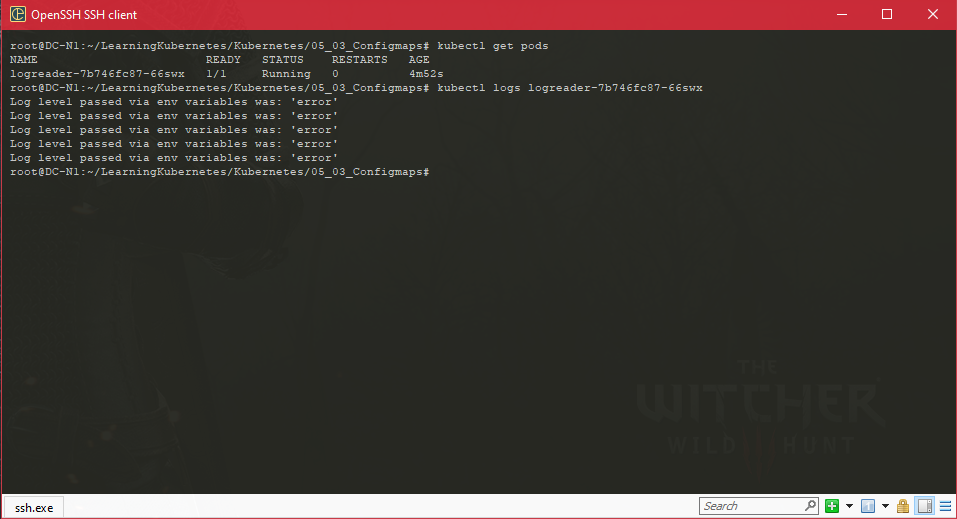 OpenSSH SSH client
root@DC-N1:~/LearningKubernetes/Kubernetes/05_03_Configmaps# kubectl get pods
NAME READY STATUS RESTARTS AGE
logreader-7b746fc87-66swx 1/1 Running 0 4m52s
root@DC-N1:~/LearningKubernetes/Kubernetes/05_03_Configmaps# kubectl logs logreader-7b746fc87-66swx
Log level passed via env variables was: 'error'
Log level passed via env variables was: 'error'
Log level passed via env variables was: 'error'
Log level passed via env variables was: 'error'
Log level passed via env variables was: 'error'
root@DC-N1:~/LearningKubernetes/Kubernetes/05_03_Configmaps#
THE
WITCHER
WILD HUNT
ssh.exe
Search